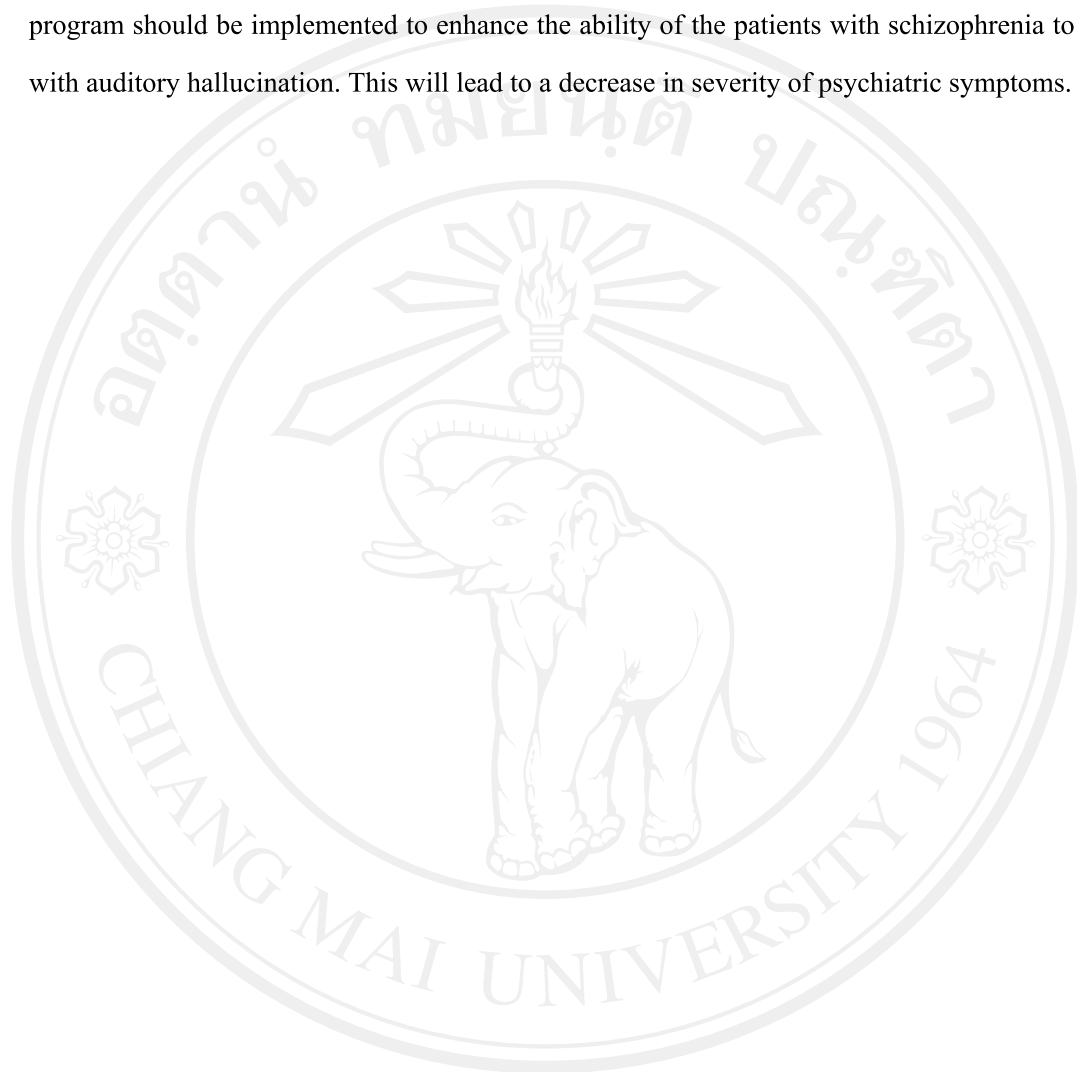 program should be implemented to enhance the ability of the patients with schizophrenia to
with auditory hallucination. This will lead to a decrease in severity of psychiatric symptoms.
อตฺตานํ ทมยนฺติ ปณฺฑิตา
CHIANG MAI UNIVERSITY 1964